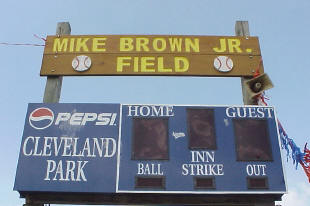 MIKE BROWN JR.
FIELD
PEPSI
CLEVELAND
PARK
HOME GUEST
INN
BALL STRIKE OUT